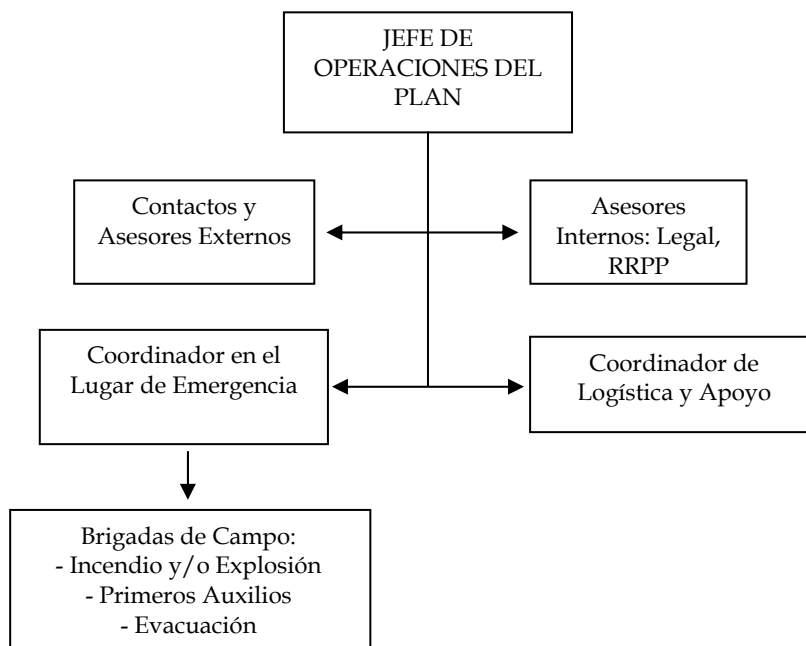 JEFE DE
OPERACIONES DEL
PLAN
Contactos y
Asesores Externos
Asesores
Internos: Legal,
RRPP
Coordinador en el
Lugar de Emergencia
Coordinador de
Logística y Apoyo
Brigadas de Campo:
- Incendio y/o Explosión
- Primeros Auxilios
- Evacuación